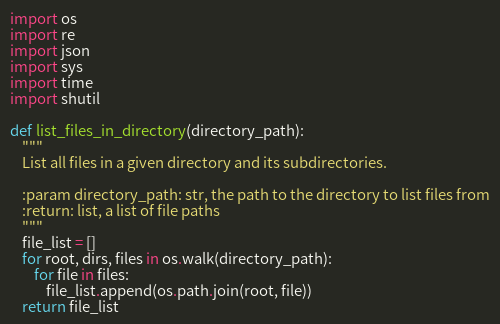 import os
import re
import json
import sys
import time
import shutil

def list_files_in_directory(directory_path):
    """
    List all files in a given directory and its subdirectories.

    :param directory_path: str, the path to the directory to list files from
    :return: list, a list of file paths
    """
    file_list = []
    for root, dirs, files in os.walk(directory_path):
        for file in files:
            file_list.append(os.path.join(root, file))
    return file_list